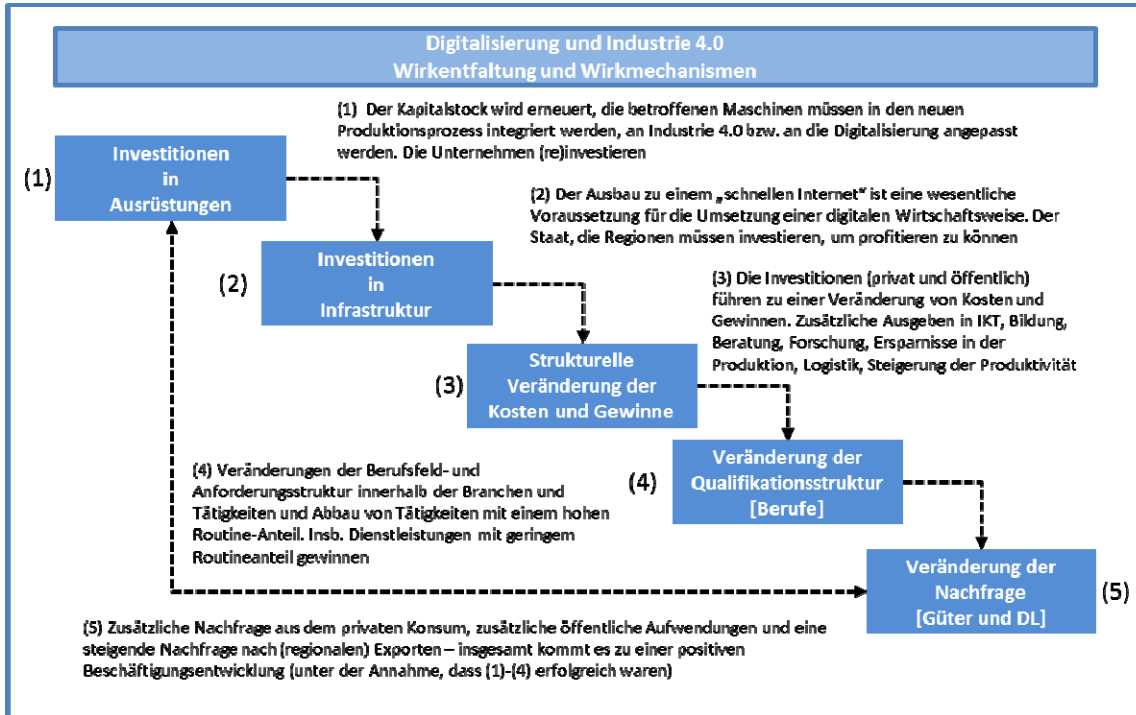 Digitalisierung und Industrie 4.0
Wirkentfaltung und Wirkmechanismen
(1) Der Kapitalstock wird erneuert, die betroffenen Maschinen müssen in den neuen
Produktionsprozess integriert werden, an Industrie 4.0 bzw. an die Digitalisierung angepasst
werden. Die Unternehmen (re)investieren
(1)
Investitionen
in
Ausrüstungen
(2) Der Ausbau zu einem „schnellen Internet“ ist eine wesentliche
Voraussetzung für die Umsetzung einer digitalen Wirtschaftsweise. Der
Staat, die Regionen müssen investieren, um profitieren zu können
(2)
Investitionen
in
Infrastruktur
(3) Die Investitionen (privat und öffentlich)
führen zu einer Veränderung von Kosten und
Gewinnen. Zusätzliche Ausgeben in IKT, Bildung,
Beratung, Forschung, Ersparnisse in der
Produktion, Logistik, Steigerung der Produktivität
(3)
Strukturelle
Veränderung der
Kosten und Gewinne
(4) Veränderungen der Berufsfeld- und
Anforderungsstruktur innerhalb der Branchen und
Tätigkeiten und Abbau von Tätigkeiten mit einem hohen
Routine-Anteil. Insb. Dienstleistungen mit geringem
Routineanteil gewinnen
(4)
Veränderung der
Qualifikationsstruktur
[Berufe]
Veränderung der
Nachfrage
[Güter und DL]
(5)
(5) Zusätzliche Nachfrage aus dem privaten Konsum, zusätzliche öffentliche Aufwendungen und eine
steigende Nachfrage nach (regionalen) Exporten – insgesamt kommt es zu einer positiven
Beschäftigungsentwicklung (unter der Annahme, dass (1)-(4) erfolgreich waren)